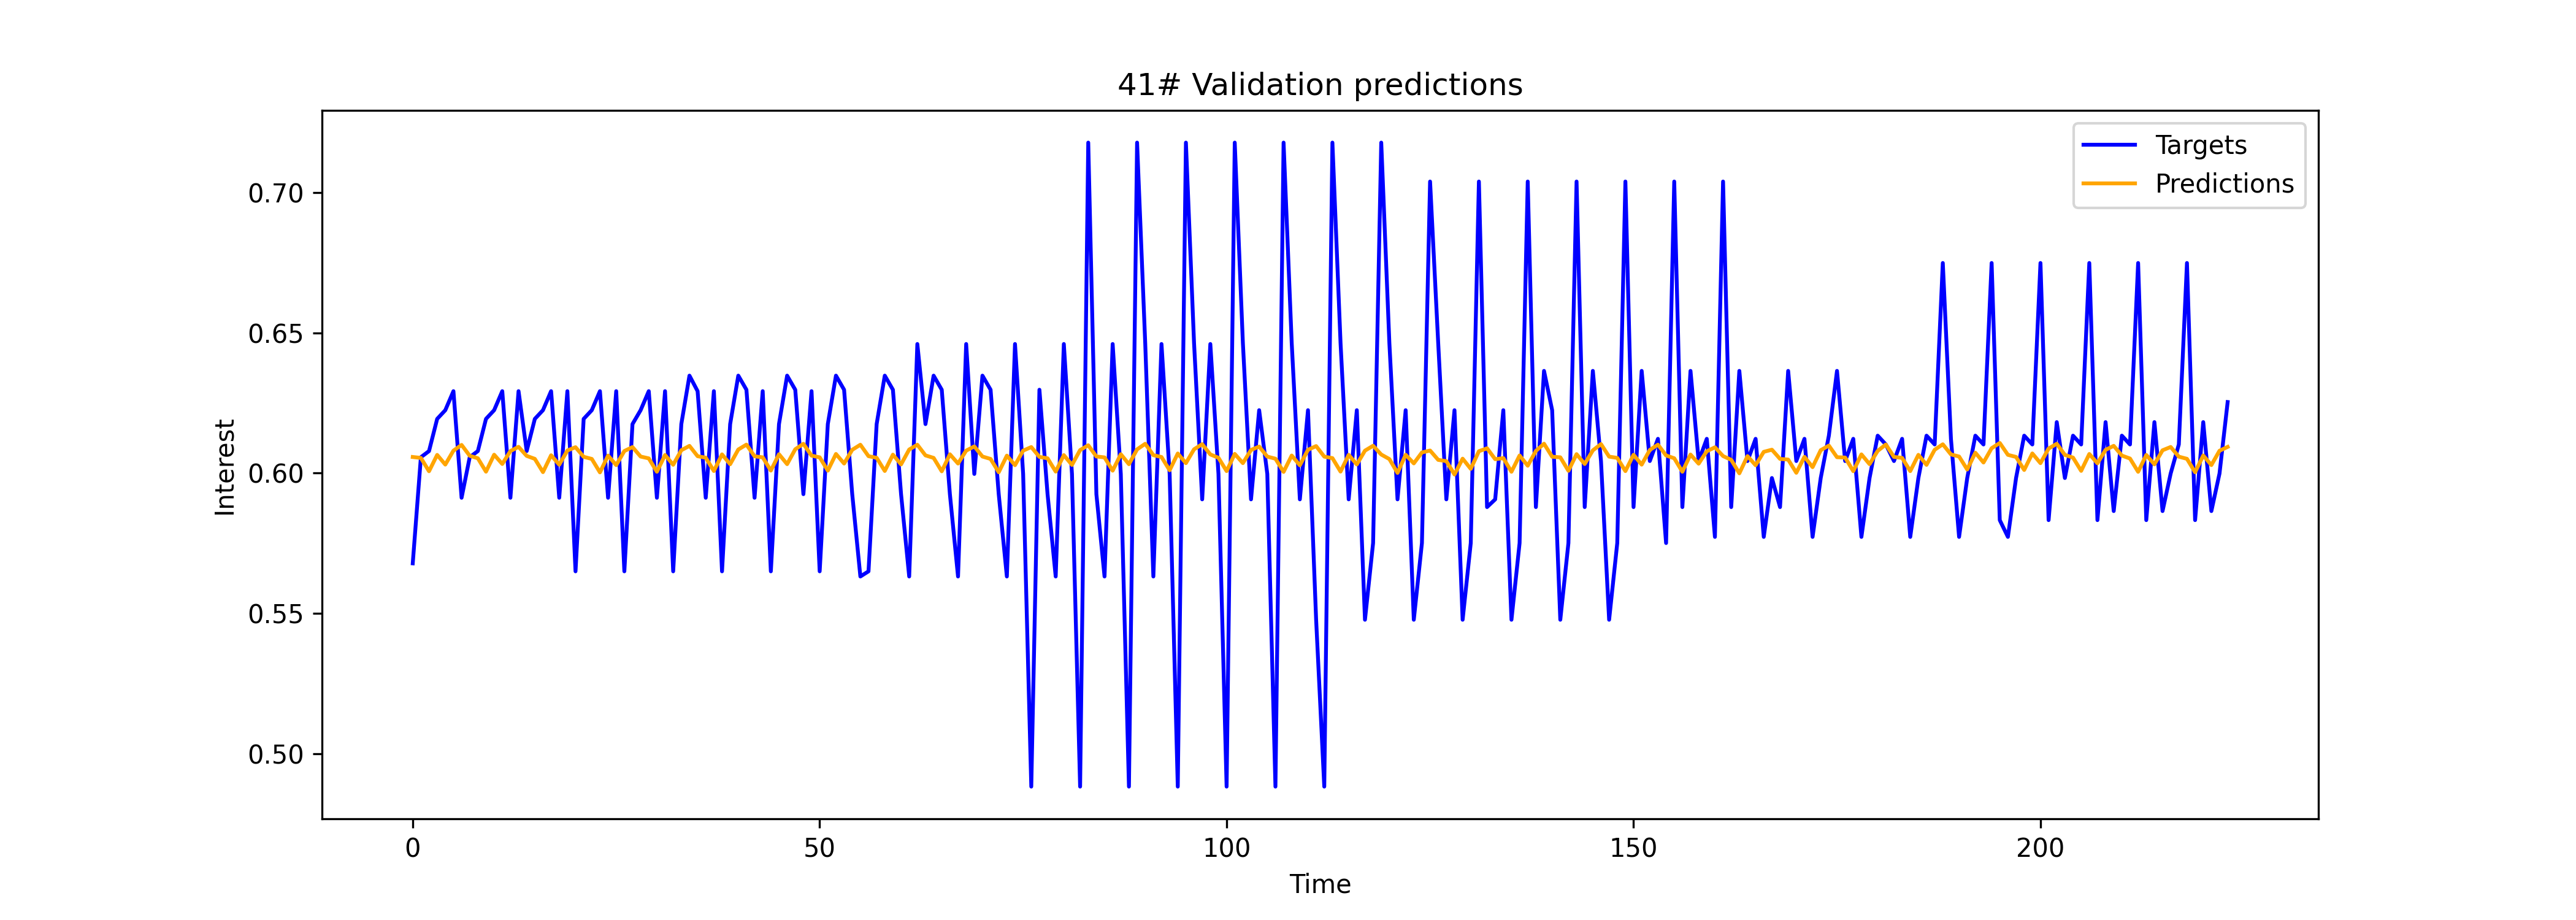 41# Validation predictions
Targets
Predictions
0.70
0.65
0.60
0.55
0.50
Interest
0 50 100 150 200
Time